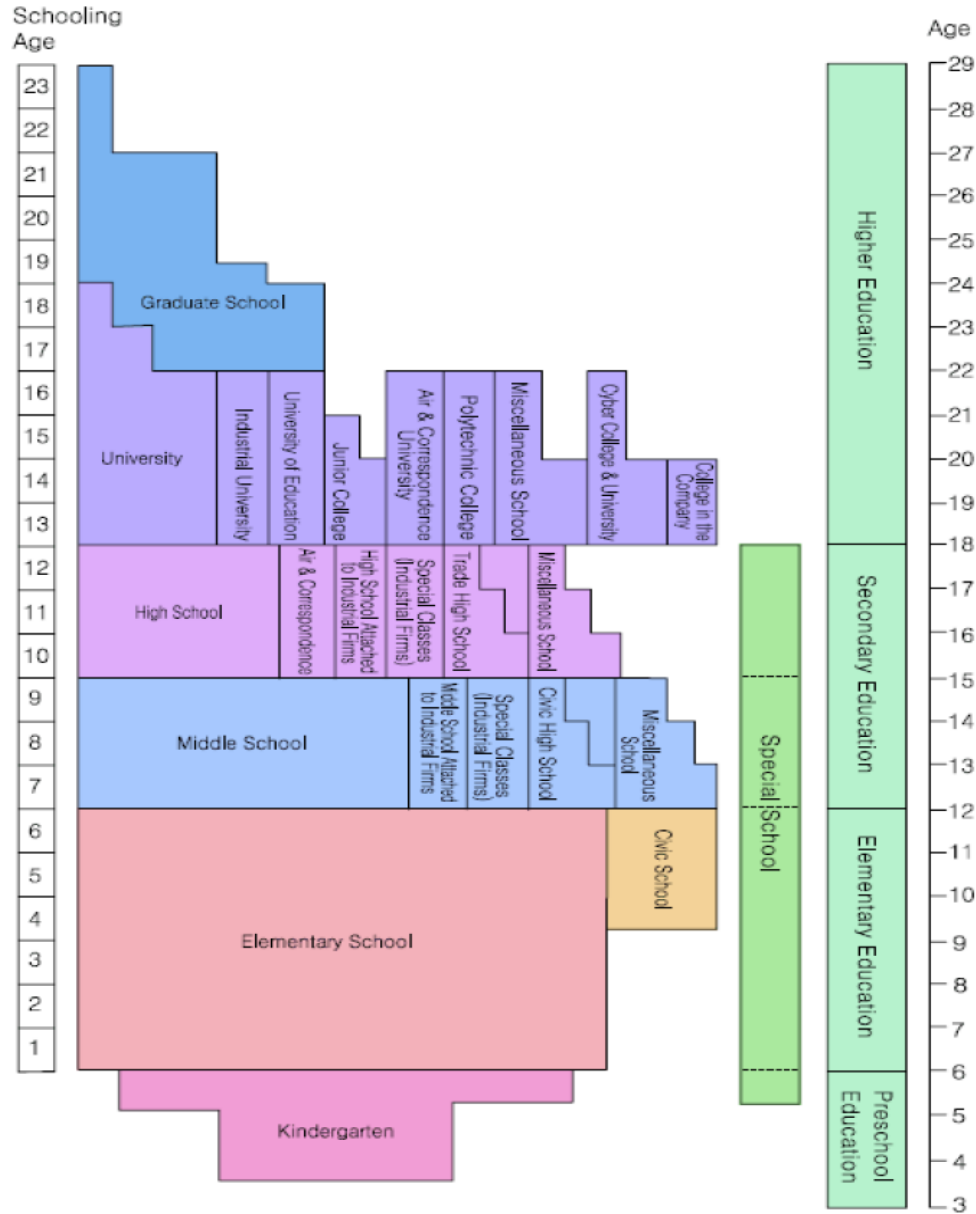 Schooling
Age
Age
23
22
21
20
19
18
17
16
15
14
13
12
11
10
9
8
7
6
5
4
3
2
1
Graduate School
University
Industrial University
University of Education
Junior College
Air & Correspondence
University
Polytechnic College
Miscellaneous School
Cyber College & University
College in the
Company
High School
Air & Correspondence
High School Attached
to Industrial Firms
Special Classes
(Industrial Firms)
Trade High School
Miscellaneous School
Middle School
Middle School Attached
to Industrial Firms
Special Classes
(Industrial Firms)
Civic High School
Miscellaneous
School
Elementary School
Civic School
Kindergarten
Special School
Higher Education
Secondary Education
Elementary Education
Preschool
Education
29
28
27
26
25
24
23
22
21
20
19
18
17
16
15
14
13
12
11
10
9
8
7
6
5
4
3